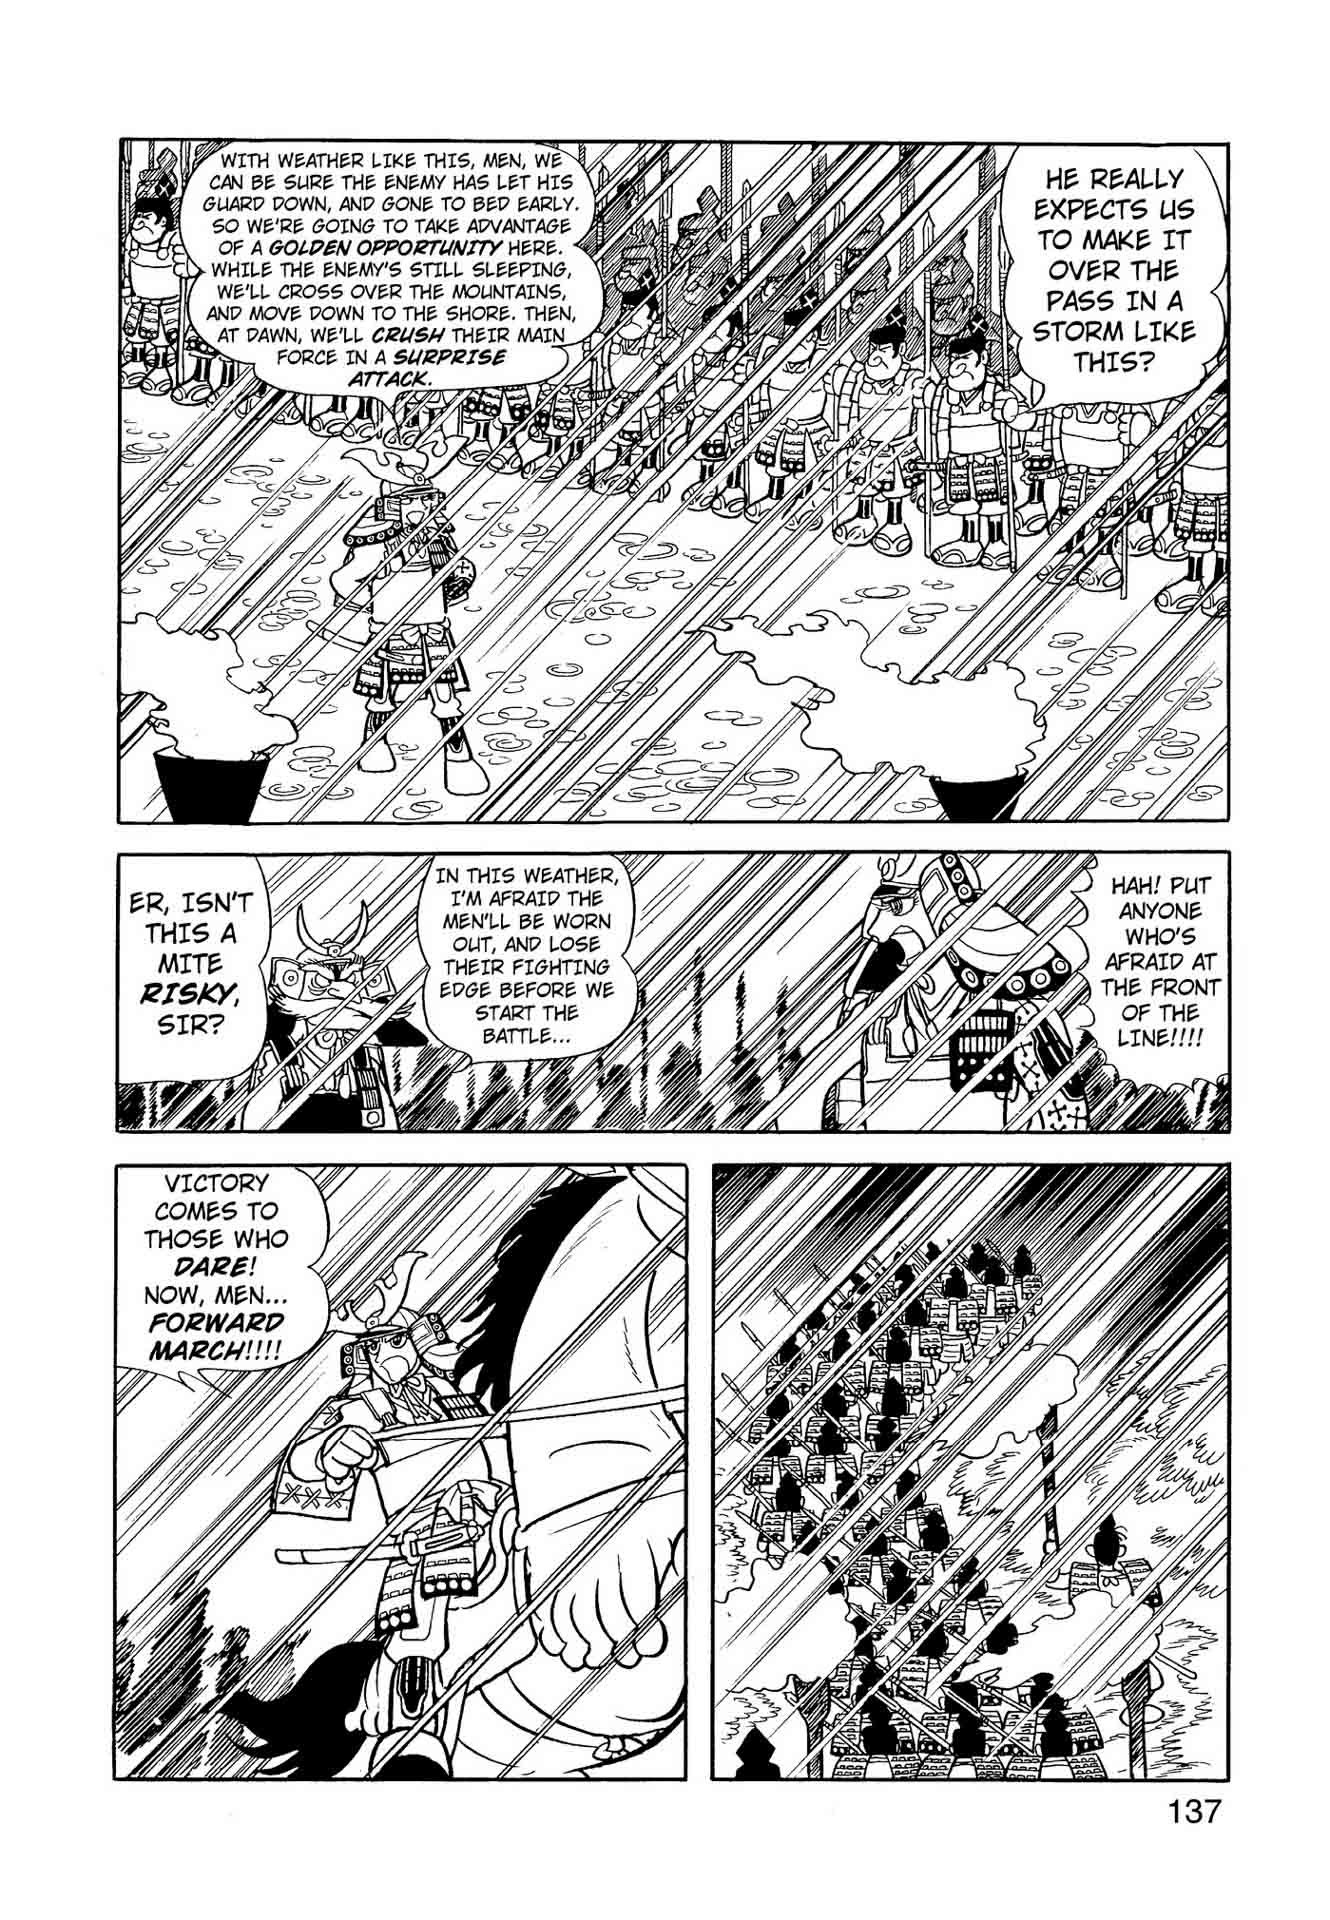 WITH WEATHER LIKE THIS, MEN, WE
CAN BE SURE THE ENEMY HAS LET HIS
GUARD DOWN, AND GONE TO BED EARLY.
SO WE'RE GOING TO TAKE ADVANTAGE
OF A GOLDEN OPPORTUNITY HERE.
WHILE THE ENEMY'S STILL SLEEPING,
WE'LL CROSS OVER THE MOUNTAINS,
AND MOVE DOWN TO THE SHORE. THEN,
AT DAWN, WE'LL CRUSH THEIR MAIN
FORCE IN A SURPRISE
ATTACK.
HE REALLY
EXPECTS US
TO MAKE IT
OVER THE
PASS IN A
STORM LIKE
THIS?
ER, ISN'T
THIS A
MITE
RISKY,
SIR?
IN THIS WEATHER,
I'M AFRAID THE
MEN'LL BE WORN
OUT, AND LOSE
THEIR FIGHTING
EDGE BEFORE WE
START THE
BATTLE...
HAH! PUT
ANYONE
WHO'S
AFRAID AT
THE FRONT
OF THE
LINE!!!!
VICTORY
COMES TO
THOSE WHO
DARE!
NOW, MEN...
FORWARD
MARCH!!!!
137